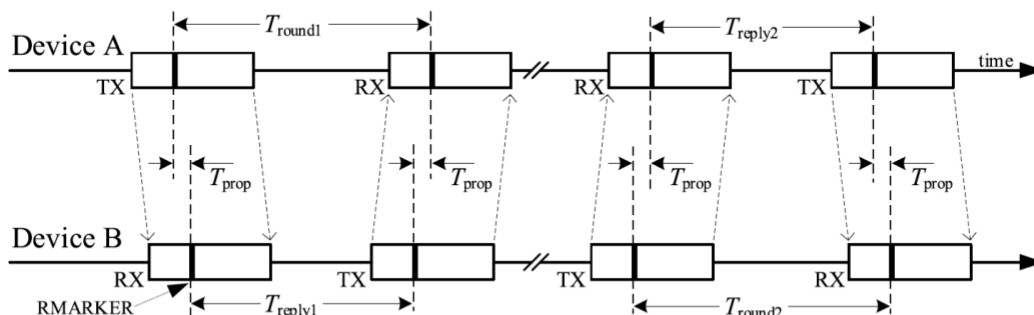 Tround1
Treply2
Device A
time
TX
RX
RX
TX
Tprop
Tprop
Tprop
Tprop
Device B
RX
TX
TX
RX
RMARKER
Treply1
Tround2